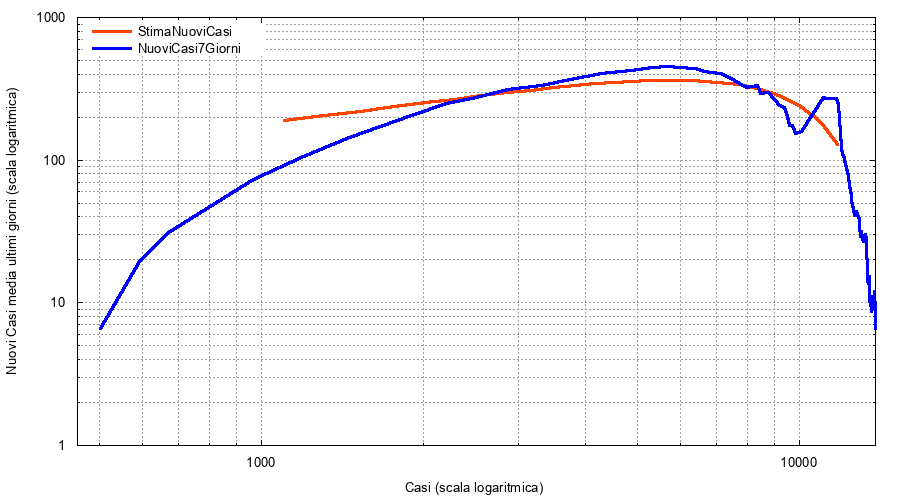 1000
StimaNuoviCasi
NuoviCasi7Giorni
100
10
1
1000
10000
Nuovi Casi media ultimi giorni (scala logaritmica)
Casi (scala logaritmica)